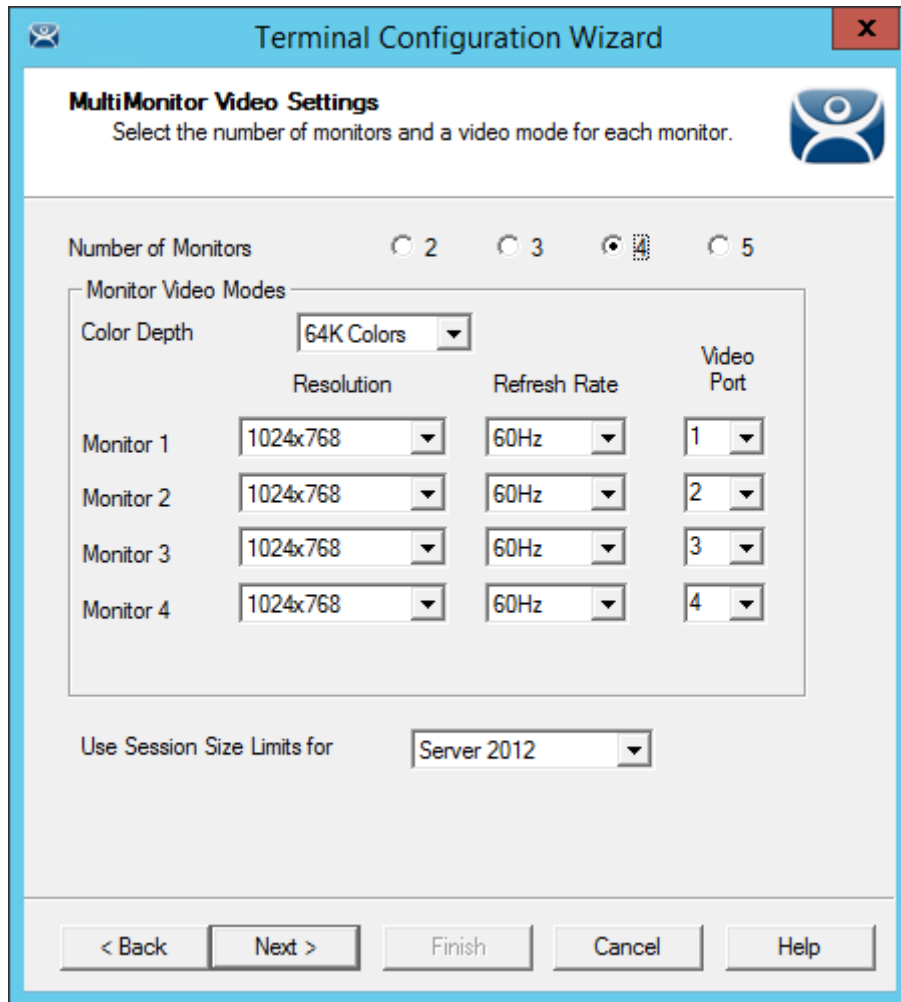 Terminal Configuration Wizard
x
MultiMonitor Video Settings
Select the number of monitors and a video mode for each monitor.
Number of Monitors 2 3 4 5
Monitor Video Modes
Color Depth 64K Colors
Video
Resolution Refresh Rate Port
Monitor 1 1024x768 60Hz 1
Monitor 2 1024x768 60Hz 2
Monitor 3 1024x768 60Hz 3
Monitor 4 1024x768 60Hz 4
Use Session Size Limits for Server 2012
< Back Next > Finish Cancel Help